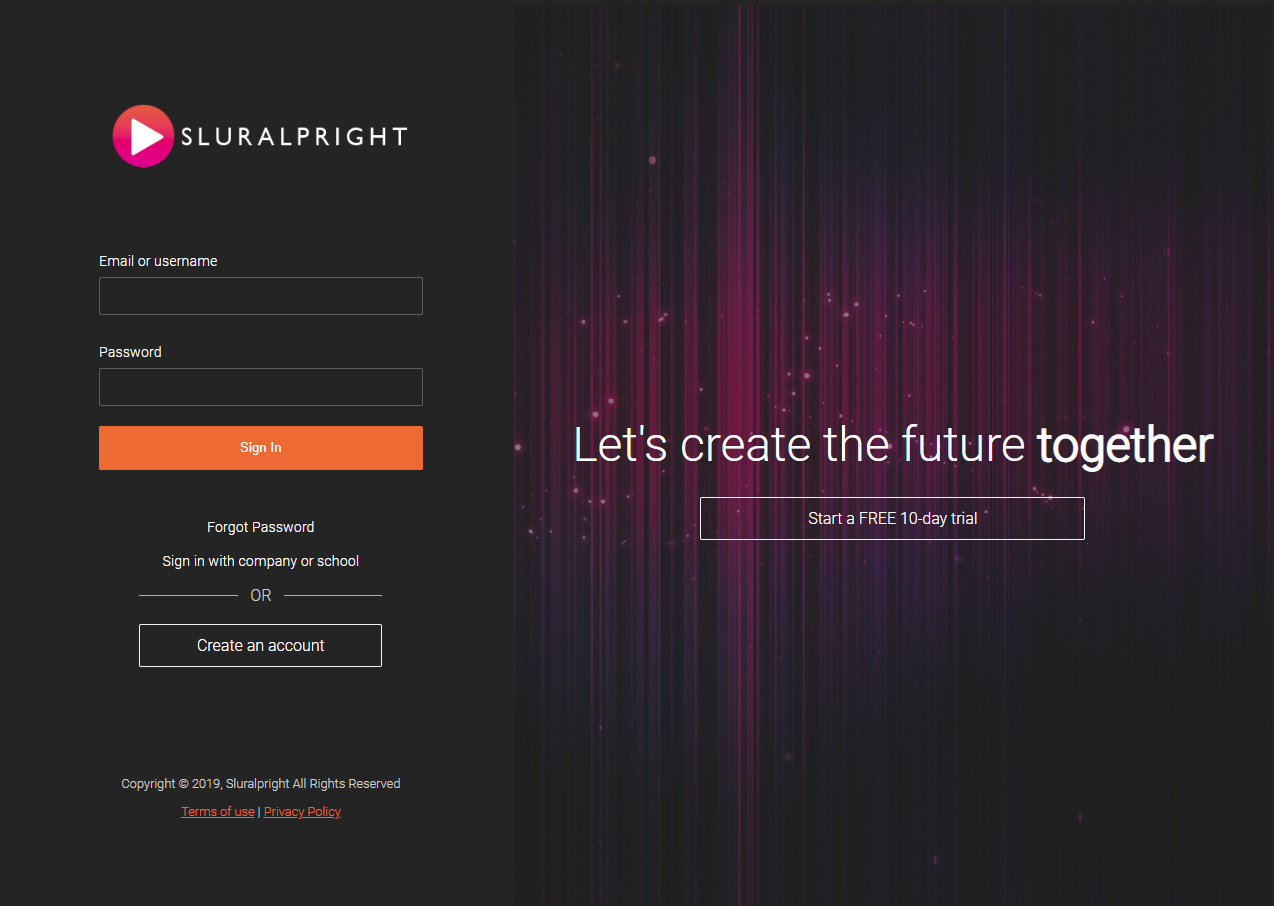 SLURALPRIGHT
Email or username
Password
Sign In
Forgot Password
Sign in with company or school
OR
Create an account
Copyright © 2019, Sluralpright All Rights Reserved
Terms of use | Privacy Policy
Let's create the future together
Start a FREE 10-day trial